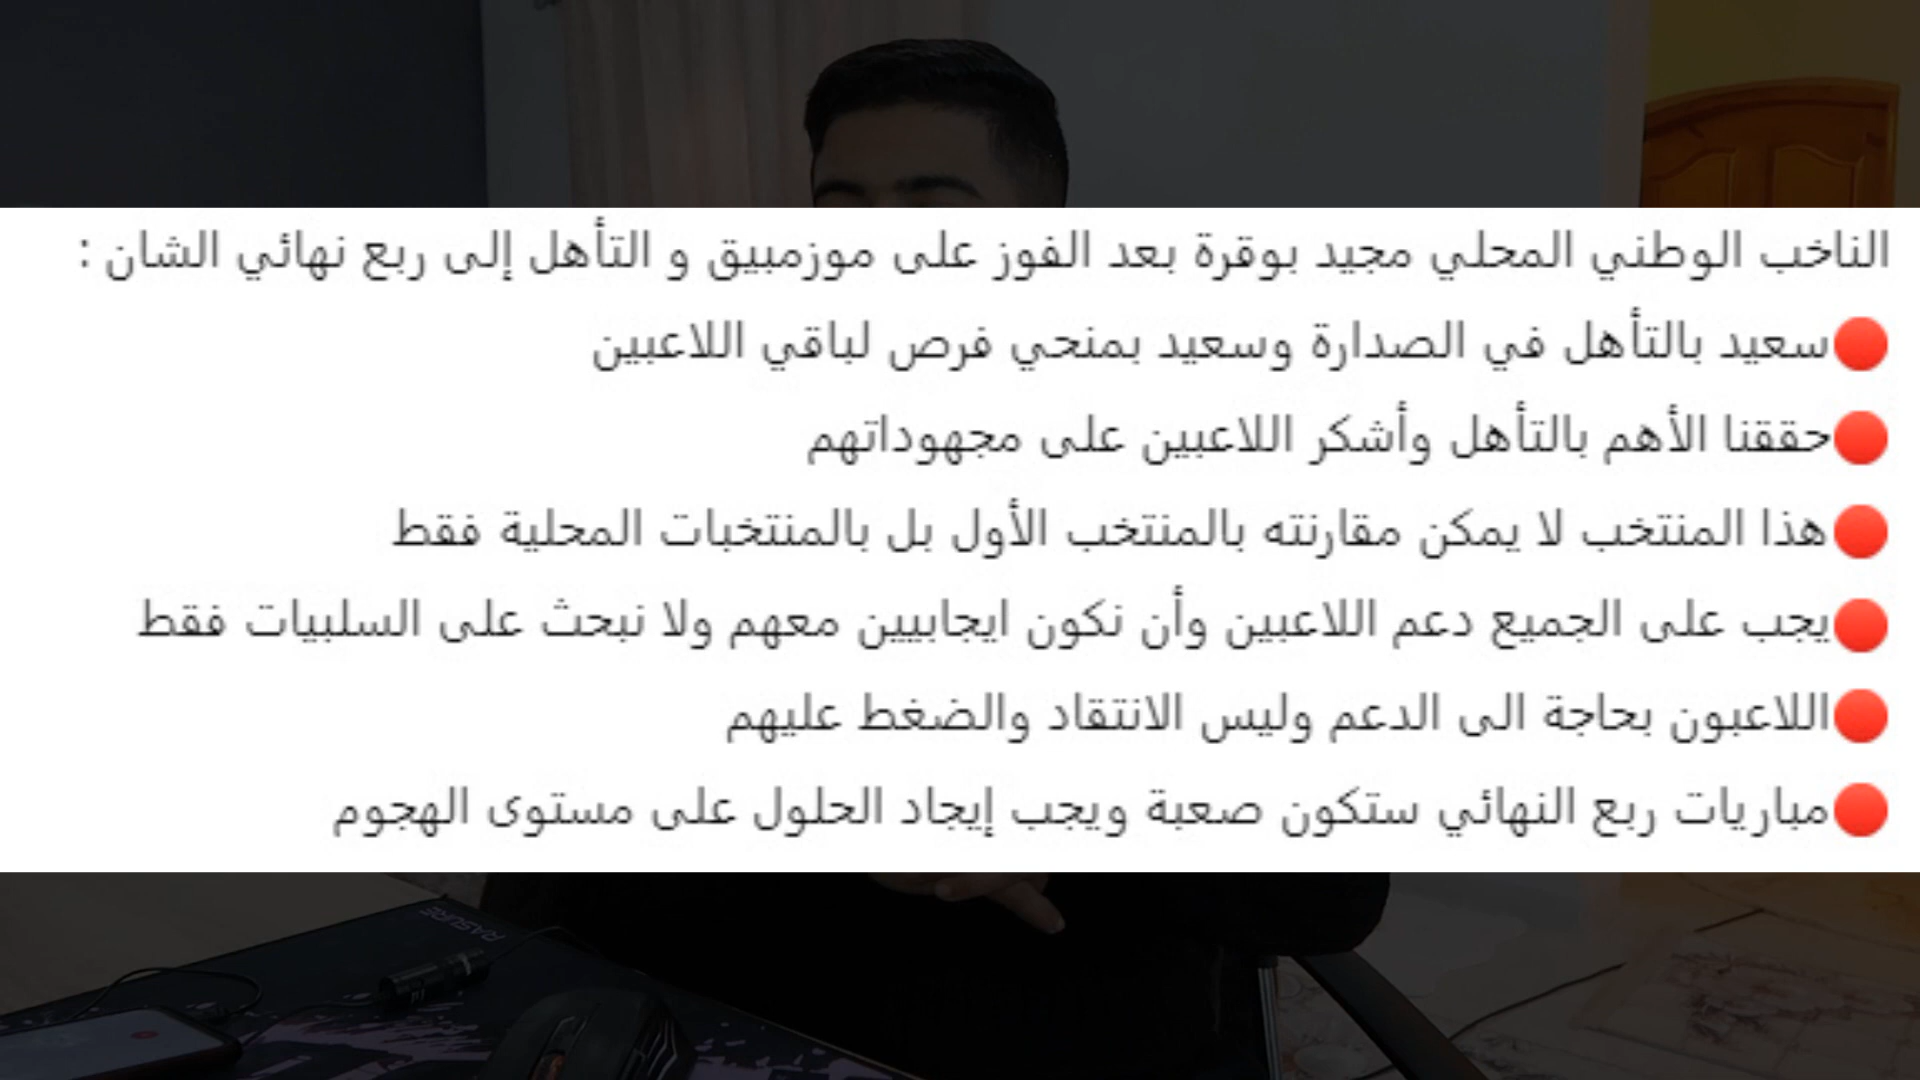 الناخب الوطني المحلي مجيد بوقرة بعد الفوز على موزمبيق و التأهل إلى ربع نهائي الشان :
🔴سعيد بالتأهل في الصدارة وسعيد بمنحي فرص لباقي اللاعبين
🔴حققنا الأهم بالتأهل وأشكر اللاعبين على مجهوداتهم
🔴هذا المنتخب لا يمكن مقارنته بالمنتخب الأول بل بالمنتخبات المحلية فقط
🔴يجب على الجميع دعم اللاعبين وأن نكون ايجابيين معهم ولا نبحث على السلبيات فقط
🔴اللاعبون بحاجة الى الدعم وليس الانتقاد والضغط عليهم
🔴مباريات ربع النهائي ستكون صعبة ويجب إيجاد الحلول على مستوى الهجوم
RASURE